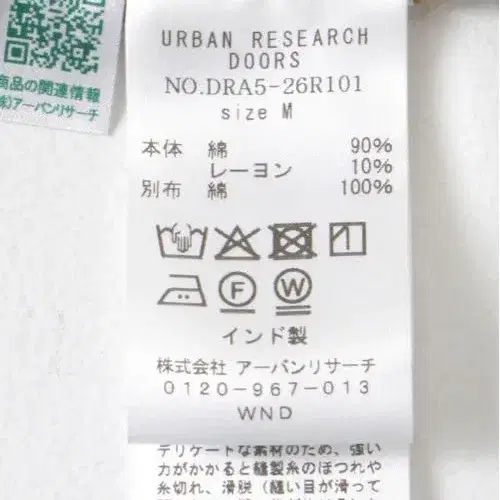 商品の関連情報
㈱アーバンリサーチ
URBAN RESEARCH
DOORS
NO.DRA5-26R101
size M
本体 綿 90%
レーヨン 10%
別布 綿 100%
F
W
インド製
株式会社 アーバンリサーチ
0120-967-013
WND
デリケートな素材のため、強い
力がかかると縫製糸のほつれや
糸切れ、滑脱(縫い目が滑って